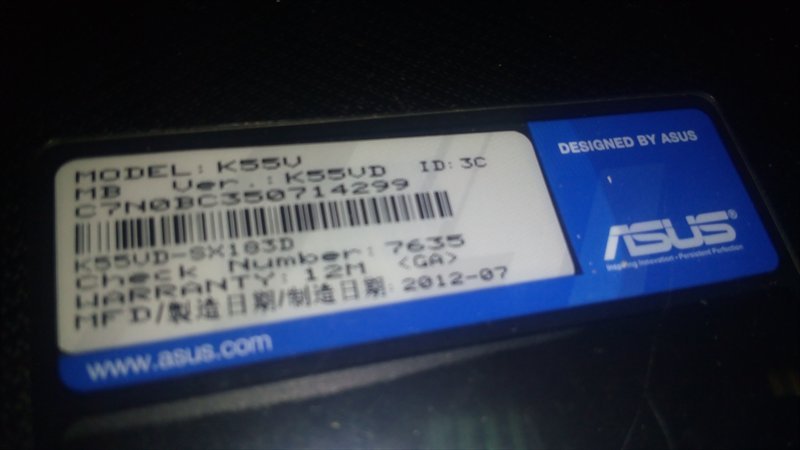 MODEL: K55V
MB Ver.: K55VD ID: 3C
C7N0BC350714299
K55VD-SX183D
Check Number: 7635
WARRANTY: 12M <GA>
MFD/製造日期/制造日期: 2012-07
www.asus.com
DESIGNED BY ASUS
ASUS®
Inspiring Innovation • Persistent Perfection